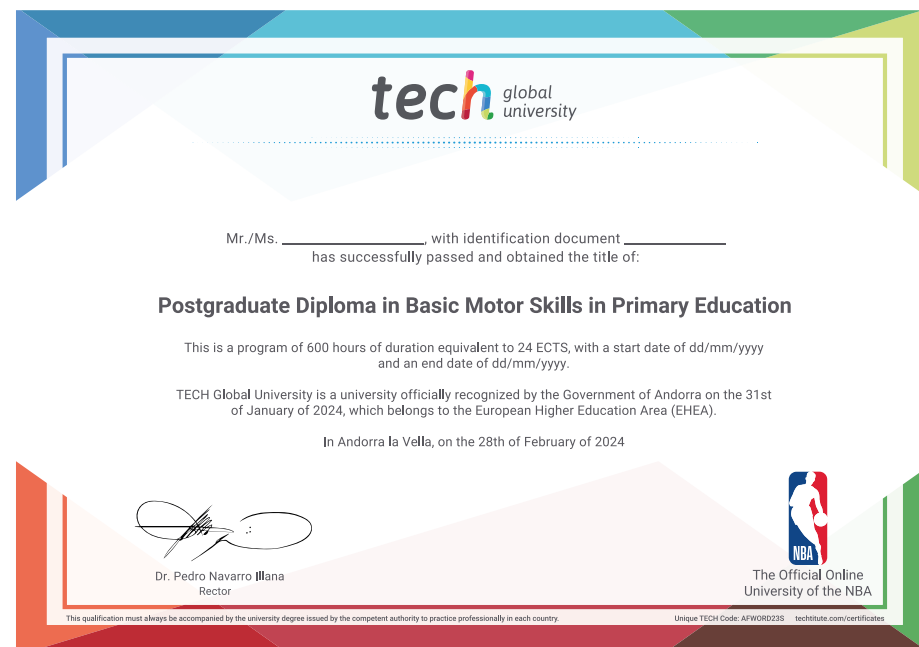 tech global
university
Mr./Ms. ____________________, with identification document ______________
has successfully passed and obtained the title of:
Postgraduate Diploma in Basic Motor Skills in Primary Education
This is a program of 600 hours of duration equivalent to 24 ECTS, with a start date of dd/mm/yyyy
and an end date of dd/mm/yyyy.
TECH Global University is a university officially recognized by the Government of Andorra on the 31st
of January of 2024, which belongs to the European Higher Education Area (EHEA).
In Andorra la Vella, on the 28th of February of 2024
NBA
Dr. Pedro Navarro Illana
Rector
The Official Online
University of the NBA
This qualification must always be accompanied by the university degree issued by the competent authority to practice professionally in each country.
Unique TECH Code: AFWORD23S techtitute.com/certificates